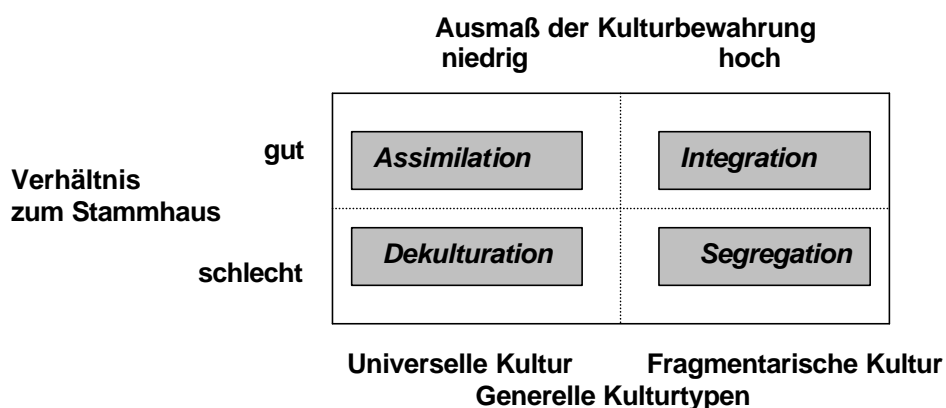 Ausmaß der Kulturbewahrung
niedrig hoch
gut Assimilation Integration
Verhältnis
zum Stammhaus
schlecht Dekulturation Segregation
Universelle Kultur Fragmentarische Kultur
Generelle Kulturtypen